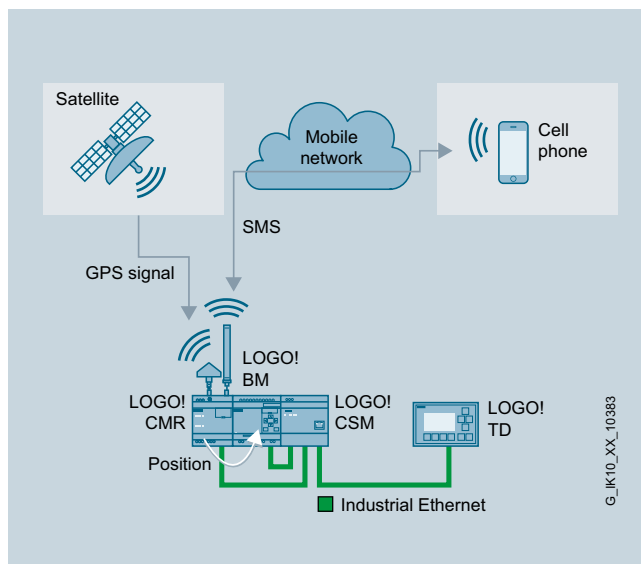 Satellite
Mobile
network
Cell
phone
SMS
GPS signal
LOGO!
BM
LOGO!
CMR
LOGO!
CSM
LOGO!
TD
Position
Industrial Ethernet
G_IK10_XX_10383